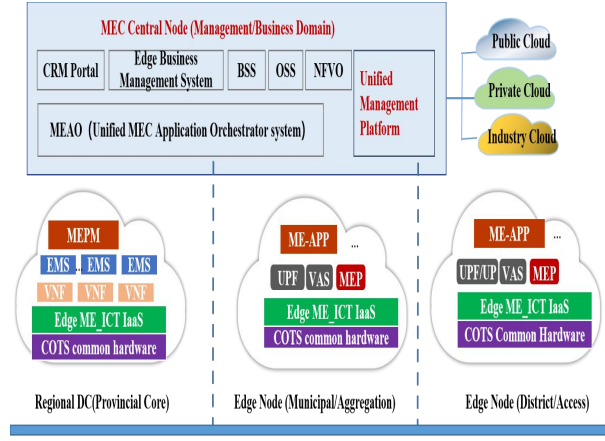 MEC Central Node (Management/Business Domain)
CRM Portal
Edge Business
Management System
BSS
OSS
NFVO
Unified
Management
Platform
MEAO (Unified MEC Application Orchestrator system)
Public Cloud
Private Cloud
Industry Cloud
MEPM
EMS ... EMS EMS
VNF VNF VNF
Edge ME_ICT IaaS
COTS common hardware
Regional DC(Provincial Core)
ME-APP ...
UPF VAS MEP
Edge ME_ICT IaaS
COTS common hardware
Edge Node (Municipal/Aggregation)
ME-APP ...
UPF/UP VAS MEP
Edge ME_ICT IaaS
COTS Common Hardware
Edge Node (District/Access)